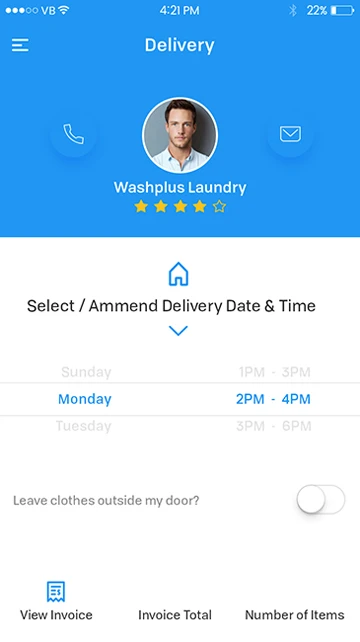 VB 4:21 PM 22%
Delivery
Washplus Laundry
Select / Ammend Delivery Date & Time
Sunday 1PM - 3PM
Monday 2PM - 4PM
Tuesday 3PM - 6PM
Leave clothes outside my door?
View Invoice Invoice Total Number of Items